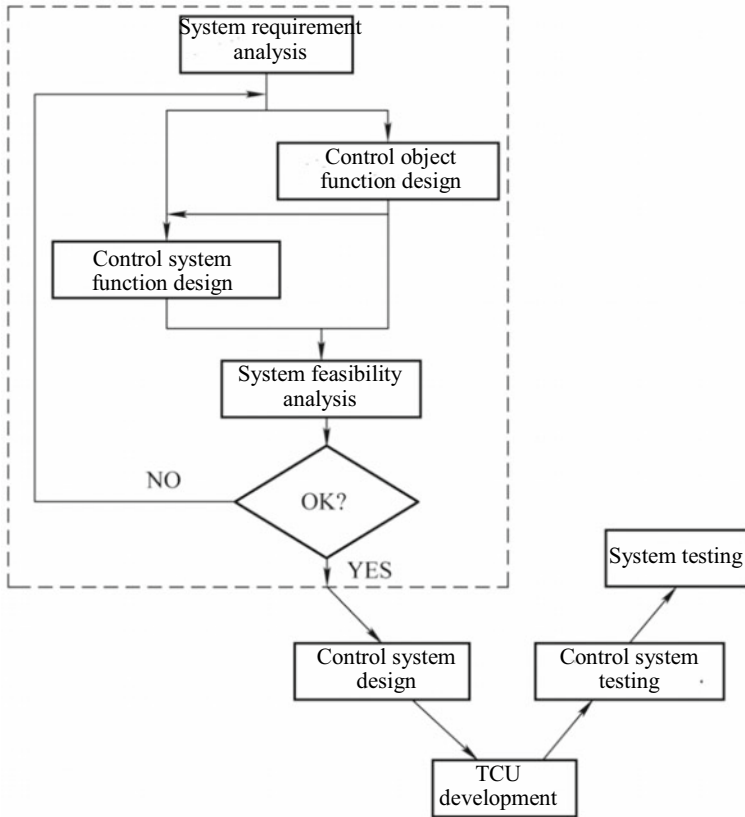 System requirement
analysis
Control object
function design
Control system
function design
System feasibility
analysis
NO
OK?
YES
System testing
Control system
design
Control system
testing
TCU
development